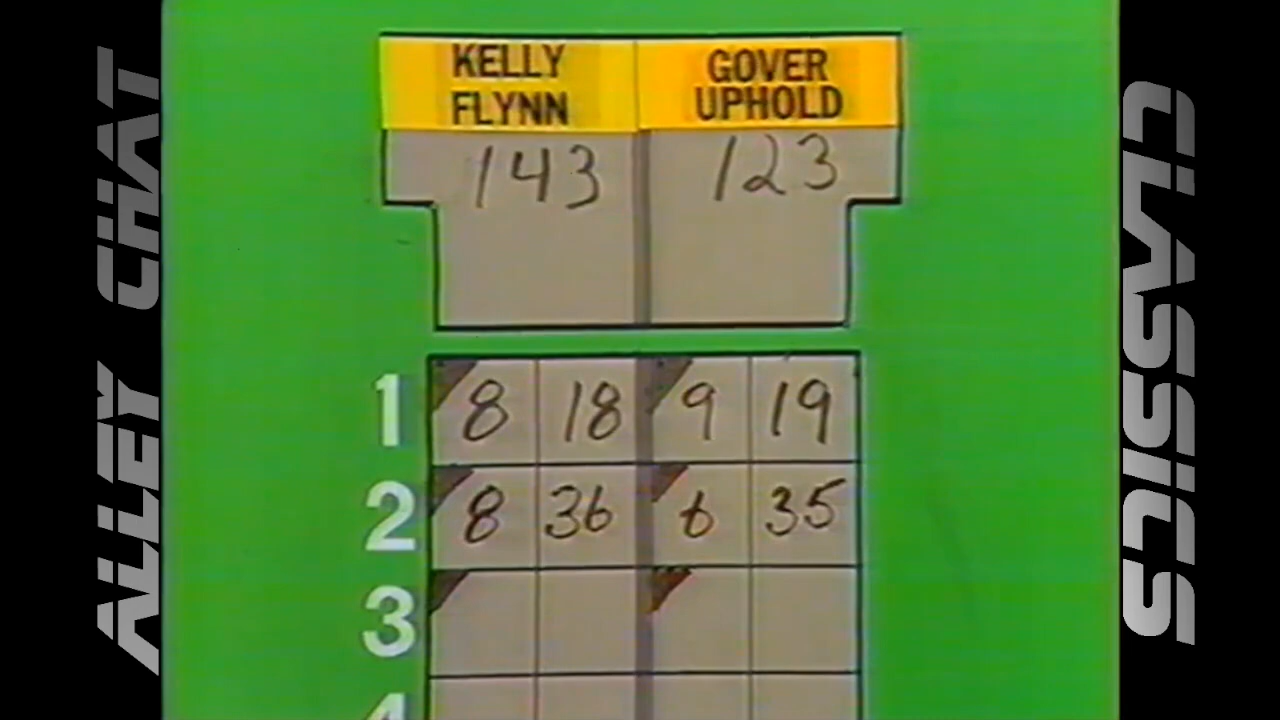 ALLEY CHAT
KELLY FLYNN
GOVER UPHOLD
143 123
1 8 18 9 19
2 8 36 6 35
3
4
CLASSICS